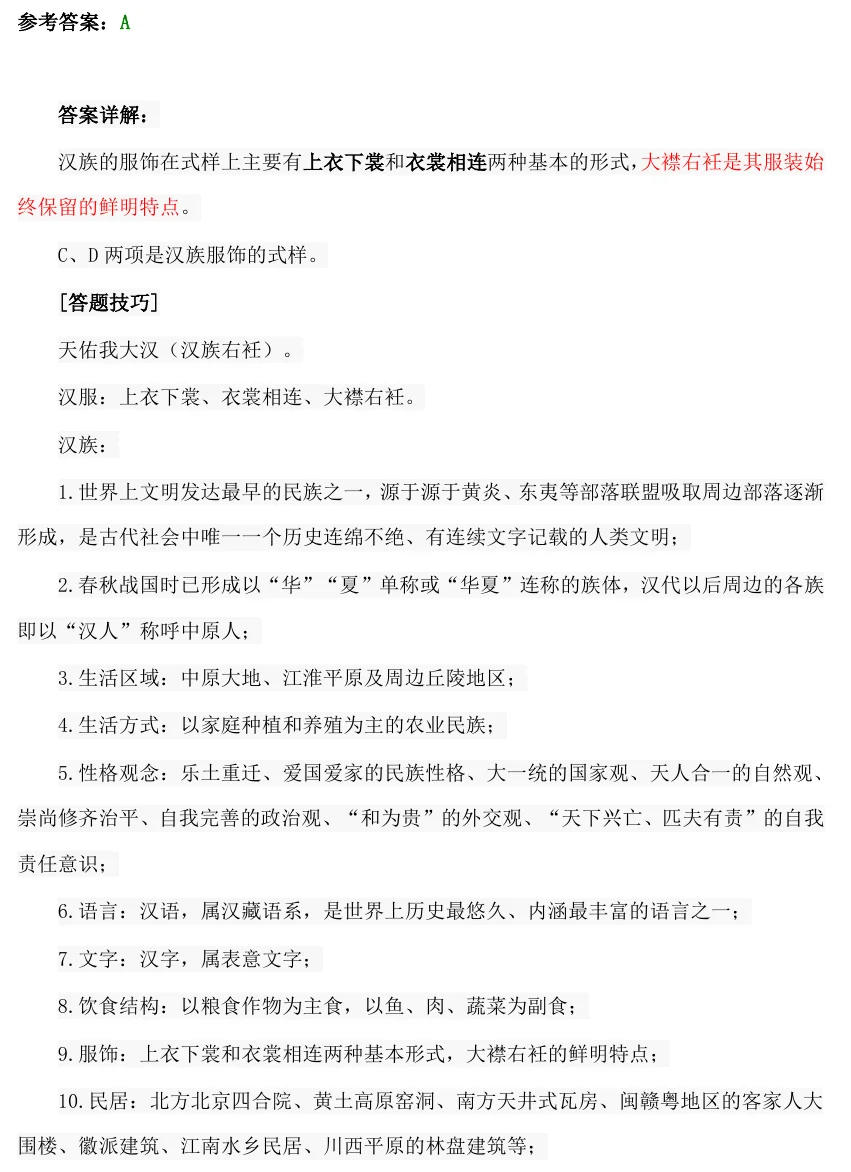 参考答案：A
答案详解：
汉族的服饰在式样上主要有上衣下裳和衣裳相连两种基本的形式，大襟右衽是其服装始
终保留的鲜明特点。
C、D 两项是汉族服饰的式样。
[答题技巧]
天佑我大汉（汉族右衽）。
汉服：上衣下裳、衣裳相连、大襟右衽。
汉族：
1.世界上文明发达最早的民族之一，源于源于黄炎、东夷等部落联盟吸取周边部落逐渐
形成，是古代社会中唯一一个历史连绵不绝、有连续文字记载的人类文明；
2.春秋战国时已形成以“华”“夏”单称或“华夏”连称的族体，汉代以后周边的各族
即以“汉人”称呼中原人；
3.生活区域：中原大地、江淮平原及周边丘陵地区；
4.生活方式：以家庭种植和养殖为主的农业民族；
5.性格观念：乐土重迁、爱国爱家的民族性格、大一统的国家观、天人合一的自然观、
崇尚修齐治平、自我完善的政治观、“和为贵”的外交观、“天下兴亡、匹夫有责”的自我
责任意识；
6.语言：汉语，属汉藏语系，是世界上历史最悠久、内涵最丰富的语言之一；
7.文字：汉字，属表意文字；
8.饮食结构：以粮食作物为主食，以鱼、肉、蔬菜为副食；
9.服饰：上衣下裳和衣裳相连两种基本形式，大襟右衽的鲜明特点；
10.民居：北方北京四合院、黄土高原窑洞、南方天井式瓦房、闽赣粤地区的客家人大
围楼、徽派建筑、江南水乡民居、川西平原的林盘建筑等；